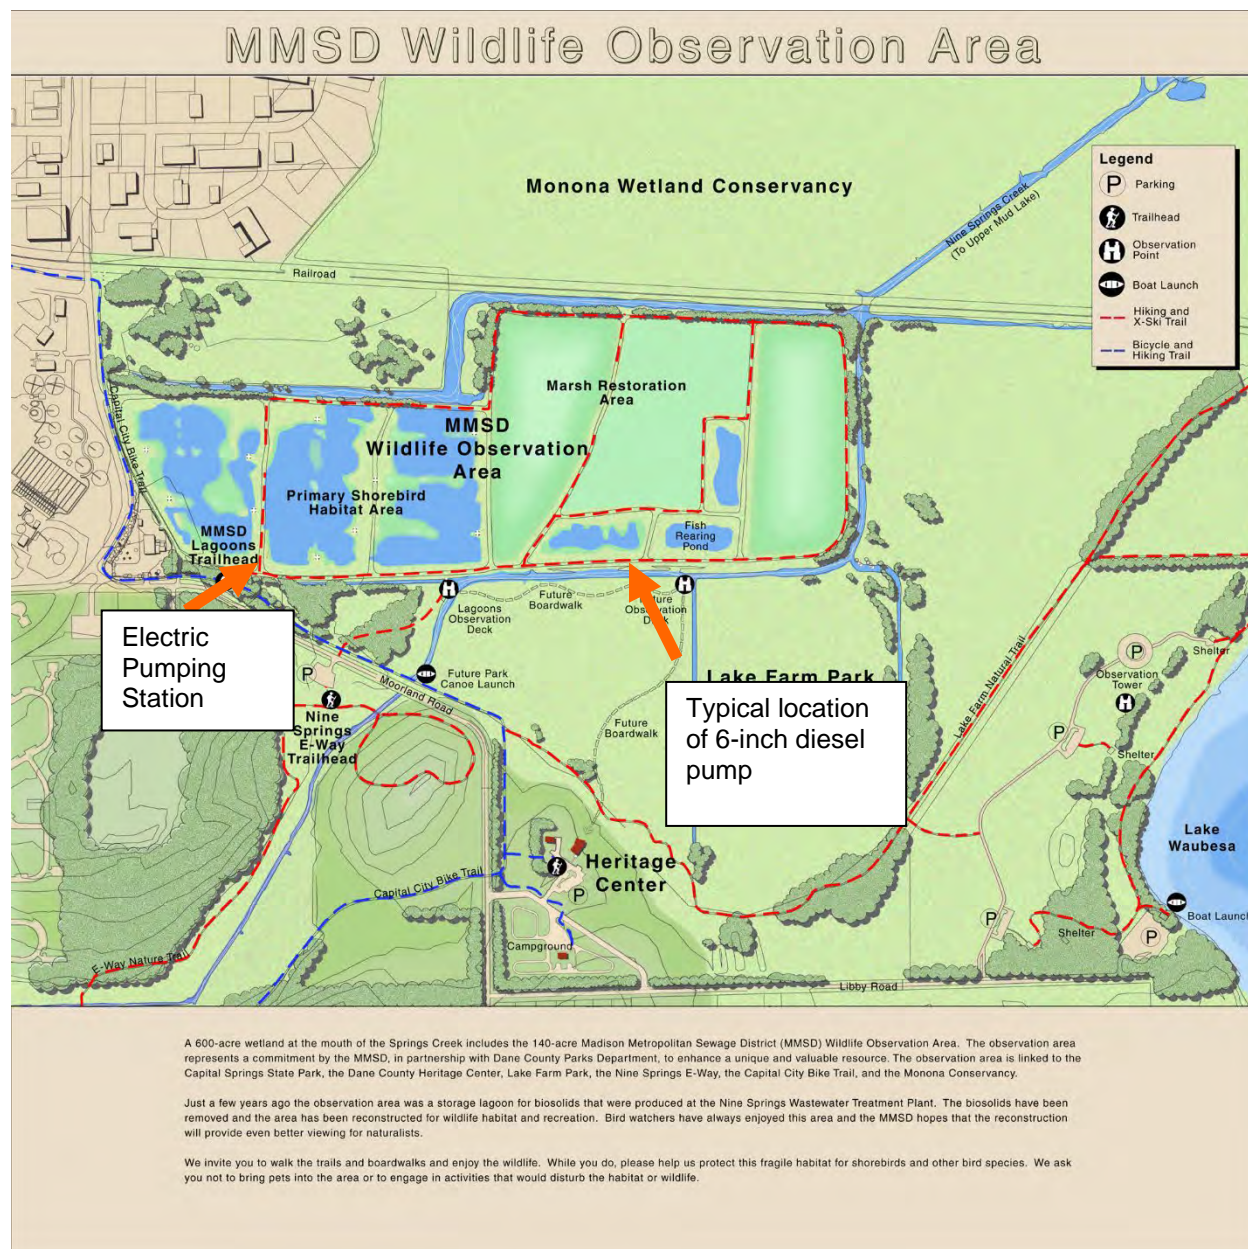 MMSD Wildlife Observation Area
Monona Wetland Conservancy
Nine Springs Creek
(To Upper Mud Lake)
Legend
P
Parking
Trailhead
Observation
Point
Boat Launch
Hiking and
X-Ski Trail
Bicycle and
Hiking Trail
Railroad
Capital City Bike Trail
Marsh Restoration
Area
MMSD
Wildlife Observation
Area
Primary Shorebird
Habitat Area
MMSD
Lagoons
Trailhead
Fish
Rearing
Pond
Electric
Pumping
Station
Lagoons
Observation
Deck
Future
Boardwalk
Observation
Lake Farm Park
Typical location
of 6-inch diesel
pump
Future Park
Canoe Launch
Moorland Road
P
Nine
Springs
E-Way
Trailhead
Future
Boardwalk
Lake Farm Natural Trail
P
Shelter
Observation
Tower
P
Shelter
Lake
Waubesa
Heritage
Center
P
Capital City Bike Trail
Campground
E-Way Nature Trail
P
Shelter
P
Boat Launch
Libby Road
A 600-acre wetland at the mouth of the Springs Creek includes the 140-acre Madison Metropolitan Sewage District (MMSD) Wildlife Observation Area. The observation area
represents a commitment by the MMSD, in partnership with Dane County Parks Department, to enhance a unique and valuable resource. The observation area is linked to the
Capital Springs State Park, the Dane County Heritage Center, Lake Farm Park, the Nine Springs E-Way, the Capital City Bike Trail, and the Monona Conservancy.
Just a few years ago the observation area was a storage lagoon for biosolids that were produced at the Nine Springs Wastewater Treatment Plant. The biosolids have been
removed and the area has been reconstructed for wildlife habitat and recreation. Bird watchers have always enjoyed this area and the MMSD hopes that the reconstruction
will provide even better viewing for naturalists.
We invite you to walk the trails and boardwalks and enjoy the wildlife. While you do, please help us protect this fragile habitat for shorebirds and other bird species. We ask
you not to bring pets into the area or to engage in activities that would disturb the habitat or wildlife.